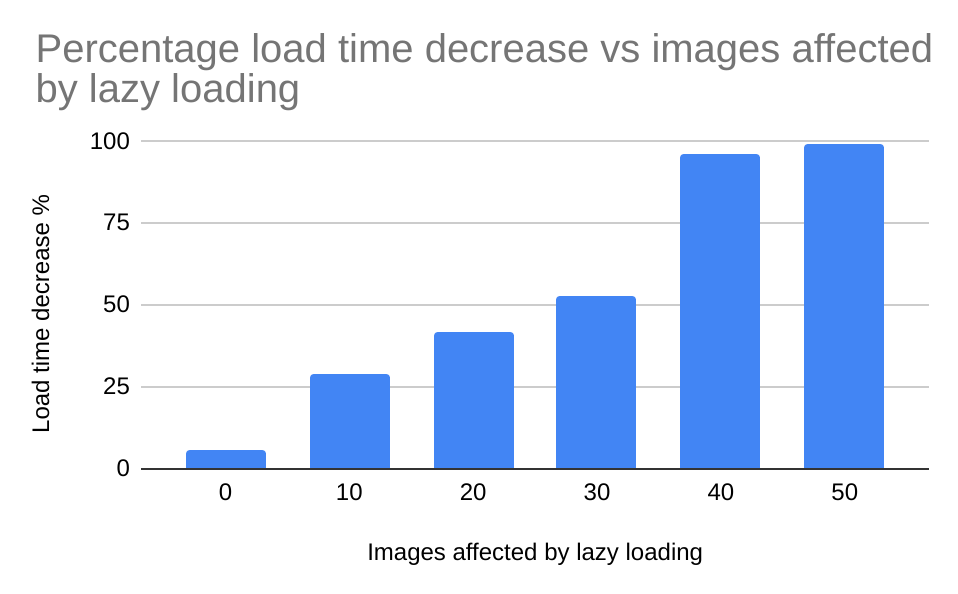 Percentage load time decrease vs images affected
by lazy loading
100
75
50
25
0
Load time decrease %
0 10 20 30 40 50
Images affected by lazy loading